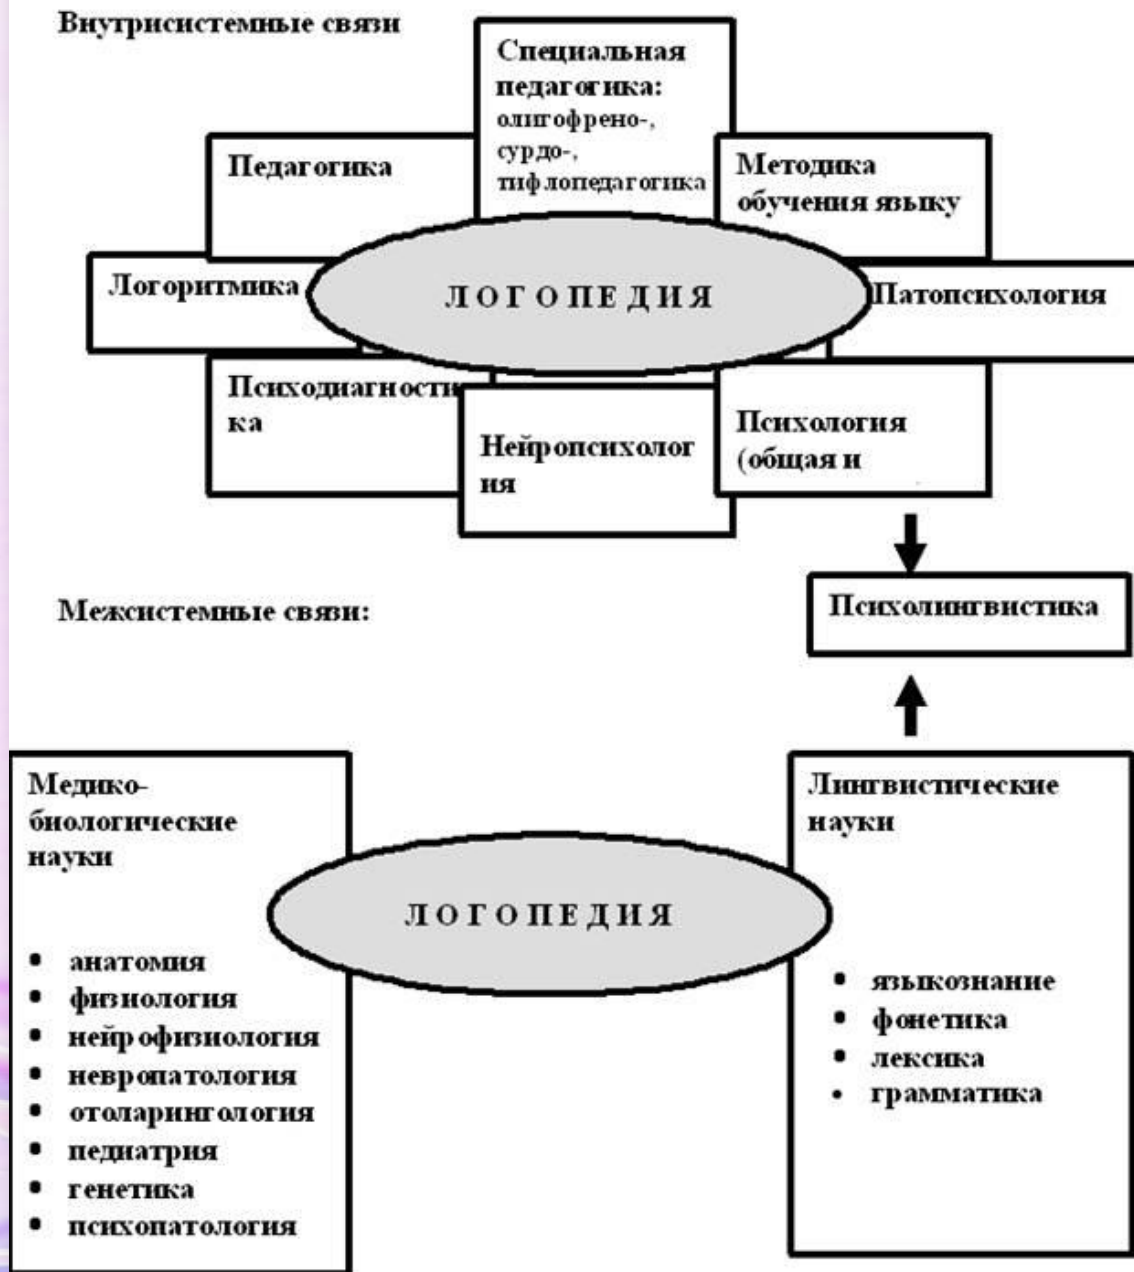 Внутрисистемные связи
Специальная
педагогика:
олигофрено-,
сурдо-,
тифлопедагогика
Педагогика
Методика
обучения языку
Логоритмика
ЛОГОПЕДИЯ
Патопсихология
Психодиагности
ка
Нейропсихолог
ия
Психология
(общая и
Психолингвистика
Межсистемные связи:
Медико-
биологические
науки
• анатомия
• физиология
• нейрофизиология
• невропатология
• отоларингология
• педиатрия
• генетика
• психопатология
ЛОГОПЕДИЯ
Лингвистические
науки
• языкознание
• фонетика
• лексика
• грамматика